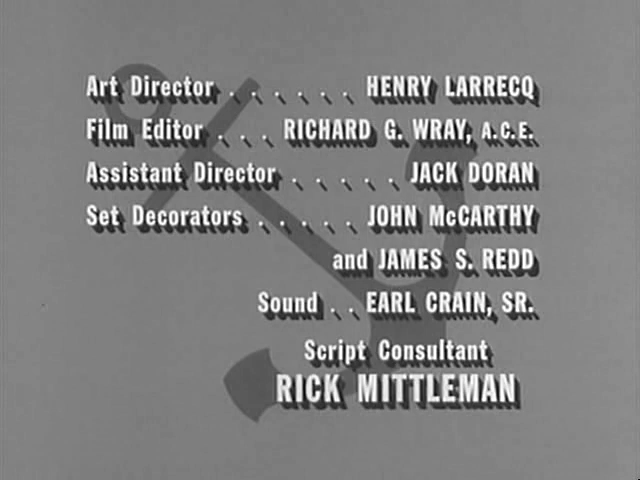 Art Director . . . . . . HENRY LARRECQ
Film Editor . . . RICHARD G. WRAY, A.C.E.
Assistant Director . . . . . JACK DORAN
Set Decorators . . . . . JOHN McCARTHY
and JAMES S. REDD
Sound . . EARL CRAIN, SR.
Script Consultant
RICK MITTLEMAN